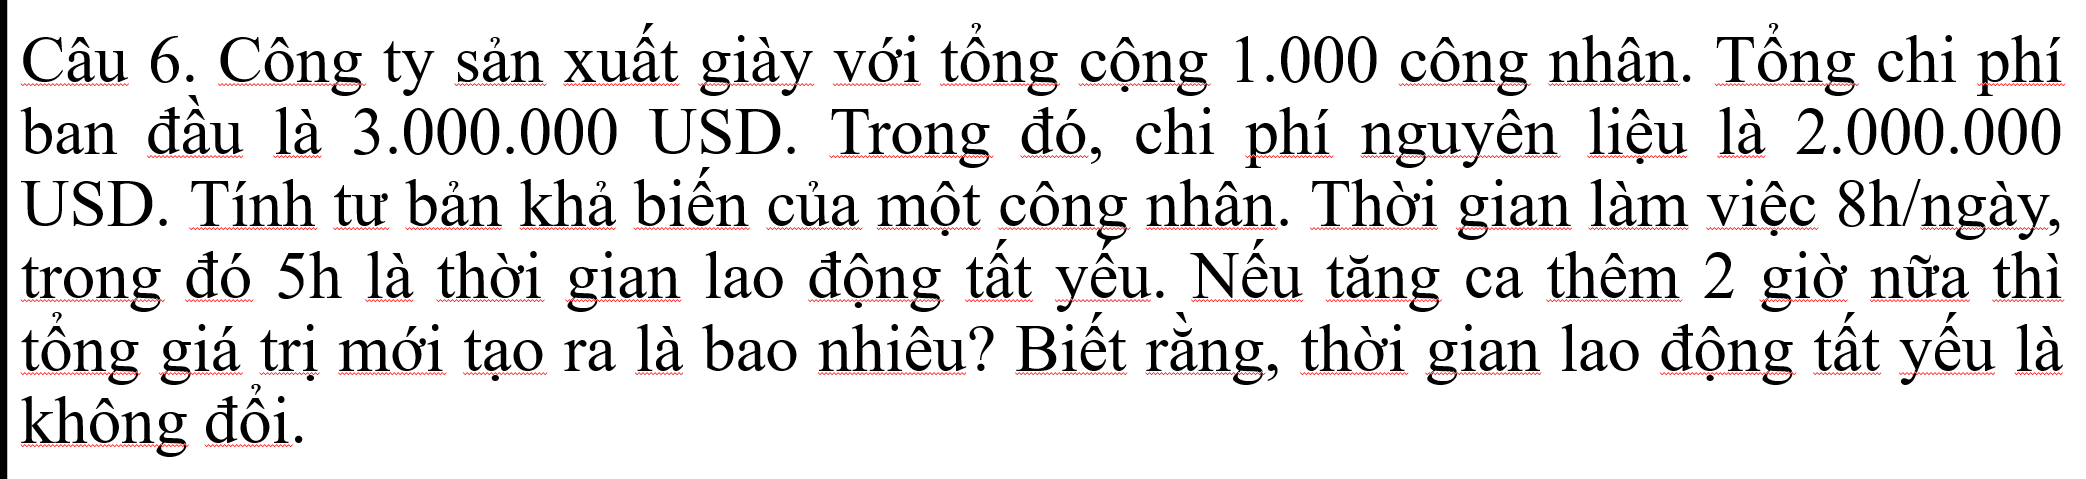 Câu 6. Công ty sản xuất giày với tổng cộng 1.000 công nhân. Tổng chi phí
ban đầu là 3.000.000 USD. Trong đó, chi phí nguyên liệu là 2.000.000
USD. Tính tư bản khả biến của một công nhân. Thời gian làm việc 8h/ngày,
trong đó 5h là thời gian lao động tất yếu. Nếu tăng ca thêm 2 giờ nữa thì
tổng giá trị mới tạo ra là bao nhiêu? Biết rằng, thời gian lao động tất yếu là
không đổi.